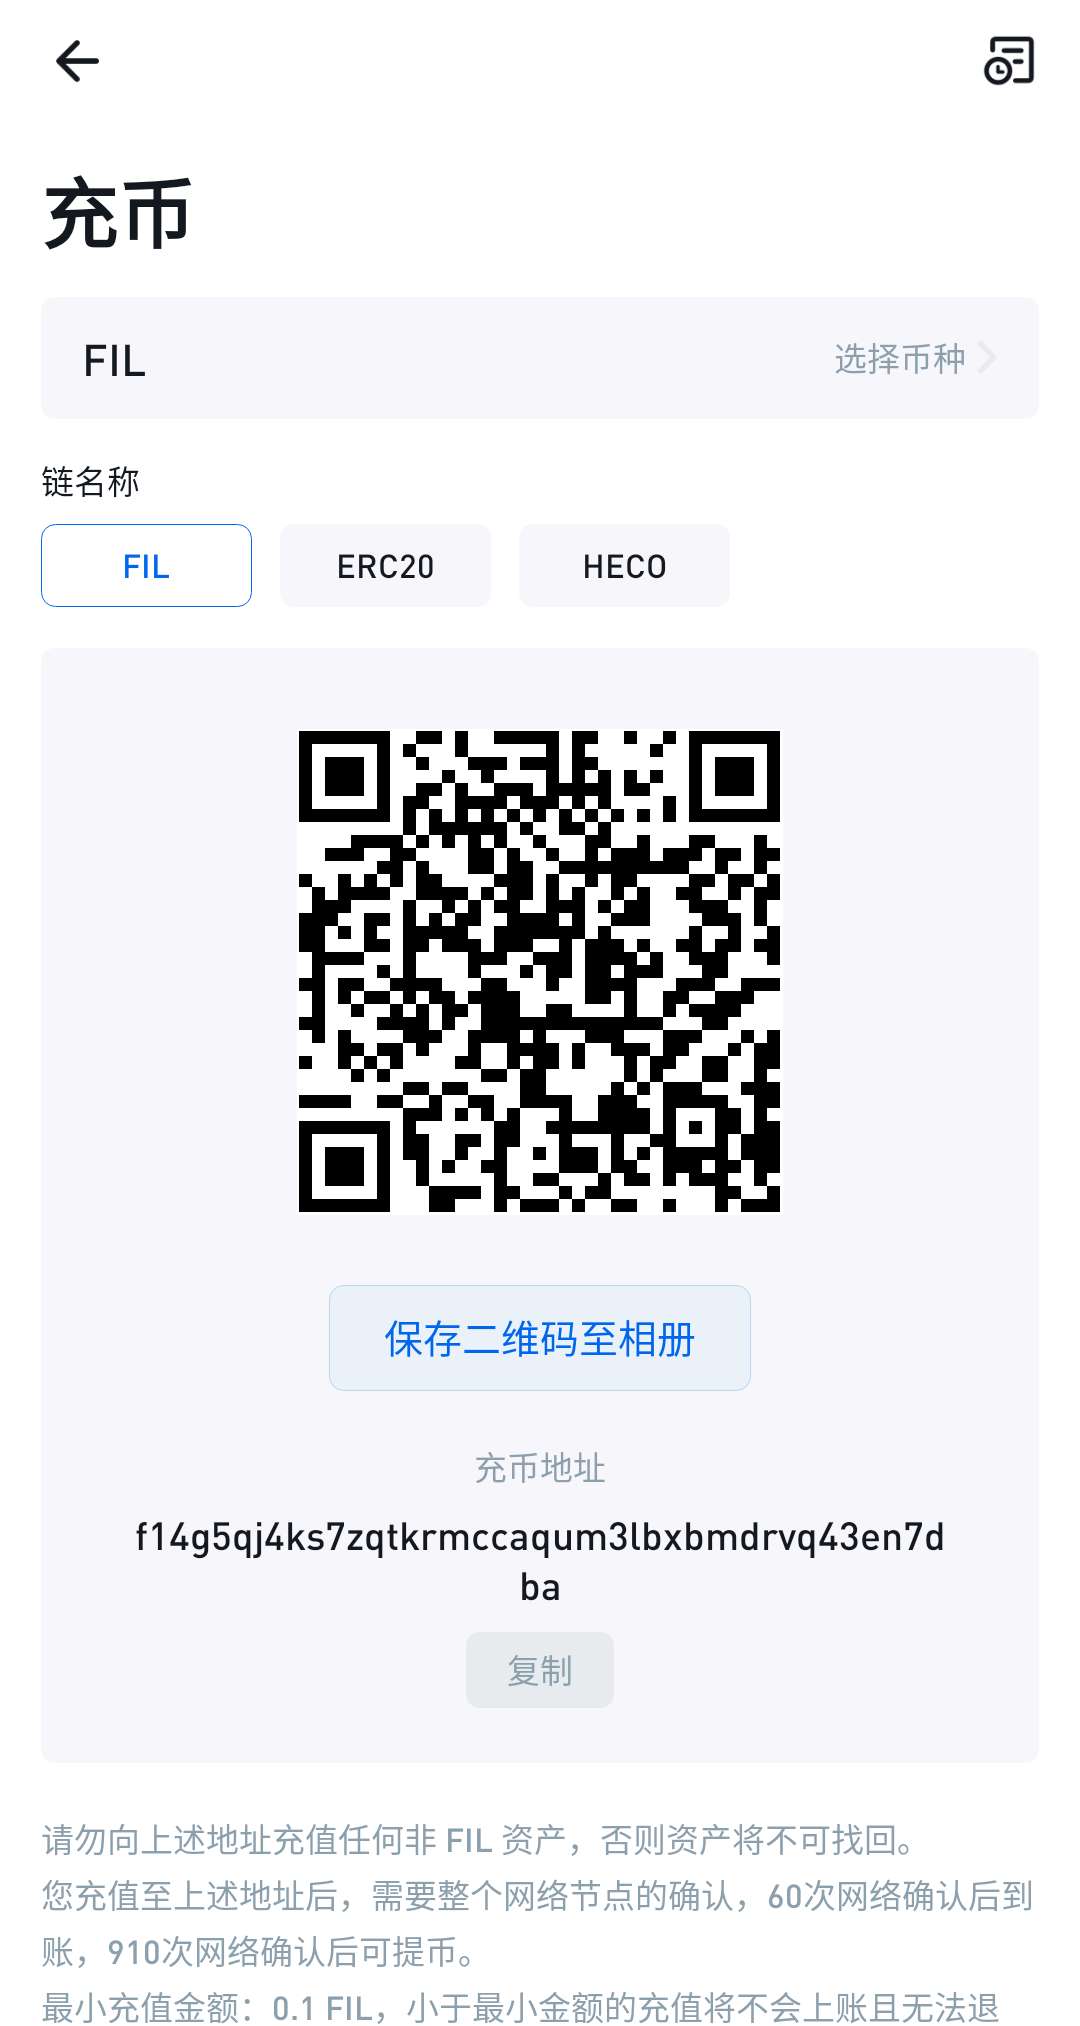 充币
FIL 选择币种
链名称
FIL ERC20 HECO
保存二维码至相册
充币地址
f14g5qj4ks7zqtkrmccaqum3lbxbmdrvq43en7d
ba
复制
请勿向上述地址充值任何非 FIL 资产，否则资产将不可找回。
您充值至上述地址后，需要整个网络节点的确认，60次网络确认后到
账，910次网络确认后可提币。
最小充值金额：0.1 FIL，小于最小金额的充值将不会上账且无法退